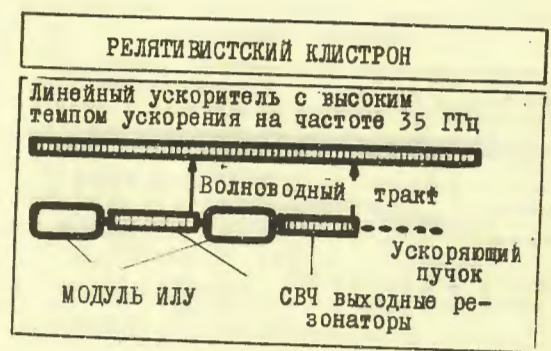 РЕЛЯТИВИСТСКИЙ КЛИСТРОН
Линейный ускоритель с высоким
темпом ускорения на частоте 35 ГГц
Волноводный тракт
Ускоряющий
пучок
МОДУЛЬ ИЛУ
СВЧ выходные ре-
зонаторы